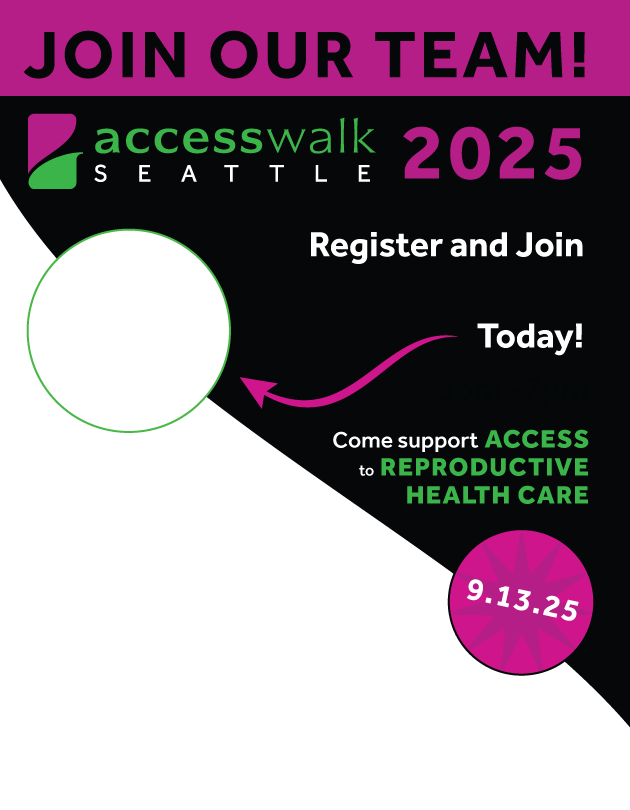 JOIN OUR TEAM!
accesswalk 2025
SEATTLE
Register and Join
Today!
Come support ACCESS
to REPRODUCTIVE
HEALTH CARE
9.13.25